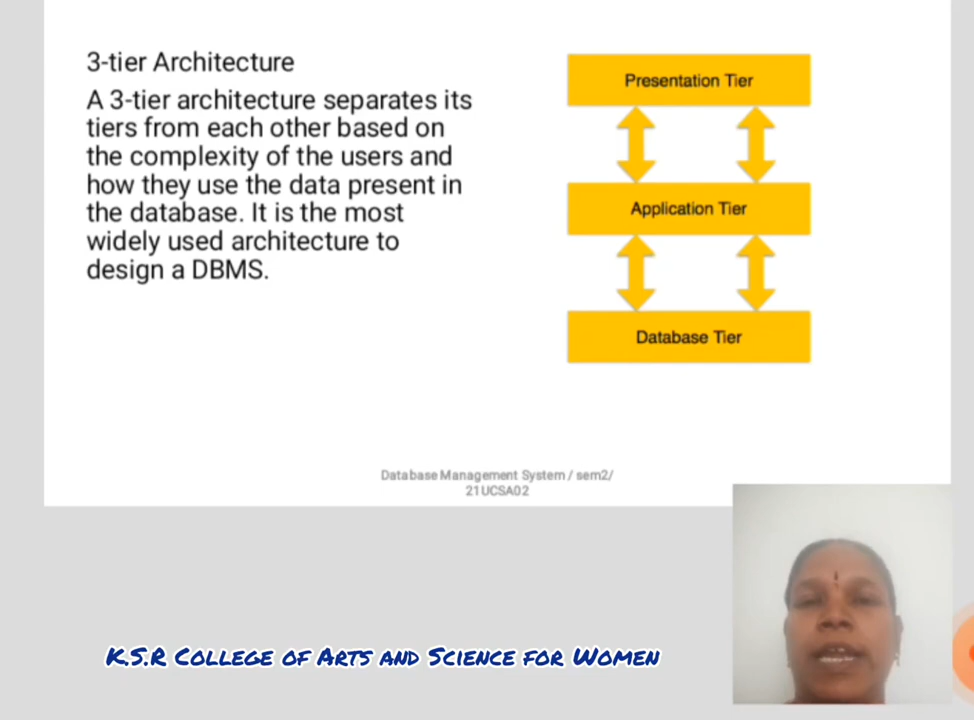 3-tier Architecture
A 3-tier architecture separates its
tiers from each other based on
the complexity of the users and
how they use the data present in
the database. It is the most
widely used architecture to
design a DBMS.
Presentation Tier
Application Tier
Database Tier
Database Management System / sem2/
21UCSA02
K.S.R College of Arts and Science for Women